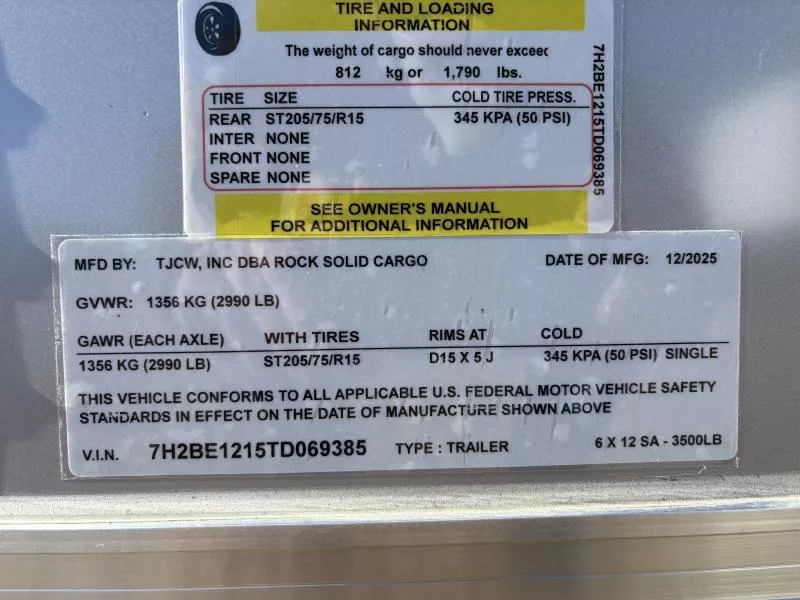 TIRE AND LOADING
INFORMATION
The weight of cargo should never exceed
812 kg or 1,790 lbs.
TIRE SIZE COLD TIRE PRESS.
REAR ST205/75/R15 345 KPA (50 PSI)
INTER NONE
FRONT NONE
SPARE NONE
7H2BE1215TD069385
SEE OWNER'S MANUAL
FOR ADDITIONAL INFORMATION
MFD BY: TJCW, INC DBA ROCK SOLID CARGO DATE OF MFG: 12/2025
GVWR: 1356 KG (2990 LB)
GAWR (EACH AXLE) WITH TIRES RIMS AT COLD
1356 KG (2990 LB) ST205/75/R15 D15 X 5 J 345 KPA (50 PSI) SINGLE
THIS VEHICLE CONFORMS TO ALL APPLICABLE U.S. FEDERAL MOTOR VEHICLE SAFETY
STANDARDS IN EFFECT ON THE DATE OF MANUFACTURE SHOWN ABOVE
V.I.N. 7H2BE1215TD069385 TYPE : TRAILER 6 X 12 SA - 3500LB